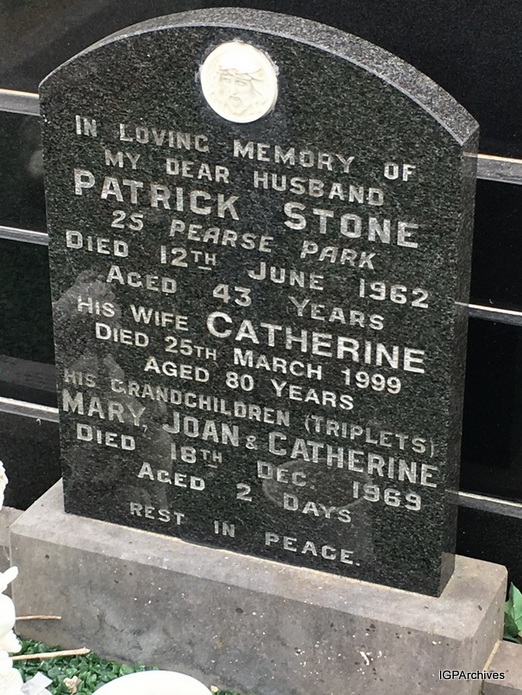 IN LOVING MEMORY OF
MY DEAR HUSBAND
PATRICK STONE
25 PEARSE PARK
DIED 12TH JUNE 1962
AGED 43 YEARS
HIS WIFE CATHERINE
DIED 25TH MARCH 1999
AGED 80 YEARS
HIS GRANDCHILDREN (TRIPLETS)
MARY, JOAN & CATHERINE
DIED 18TH DEC. 1969
AGED 2 DAYS
REST IN PEACE.
IGPArchives